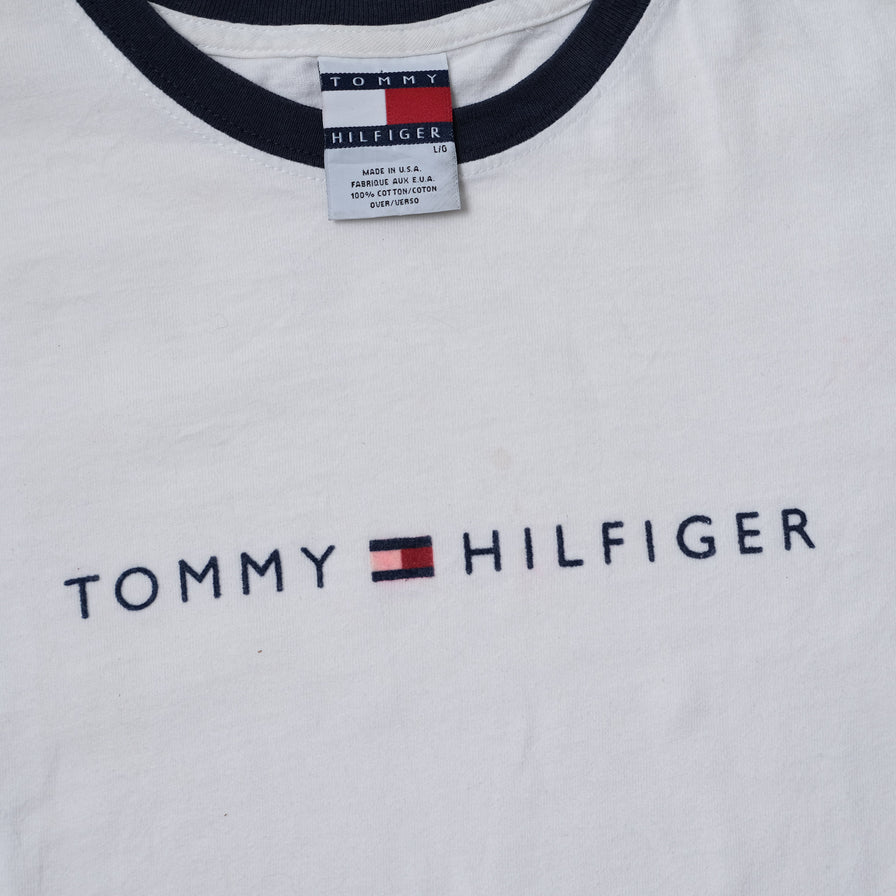 TOMMY
HILFIGER
L/G
MADE IN U.S.A.
FABRIQUE AUX E.U.A.
100% COTTON/COTON
OVER/VERSO
TOMMY HILFIGER